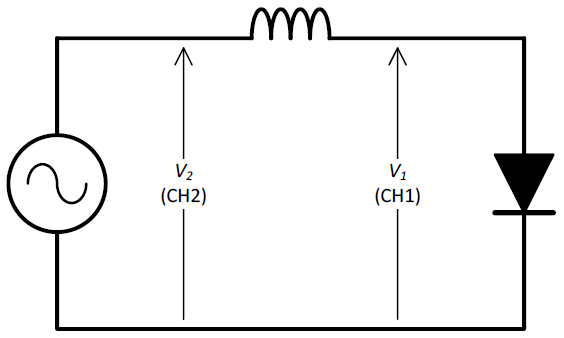 V₂
(CH2)
V₁
(CH1)